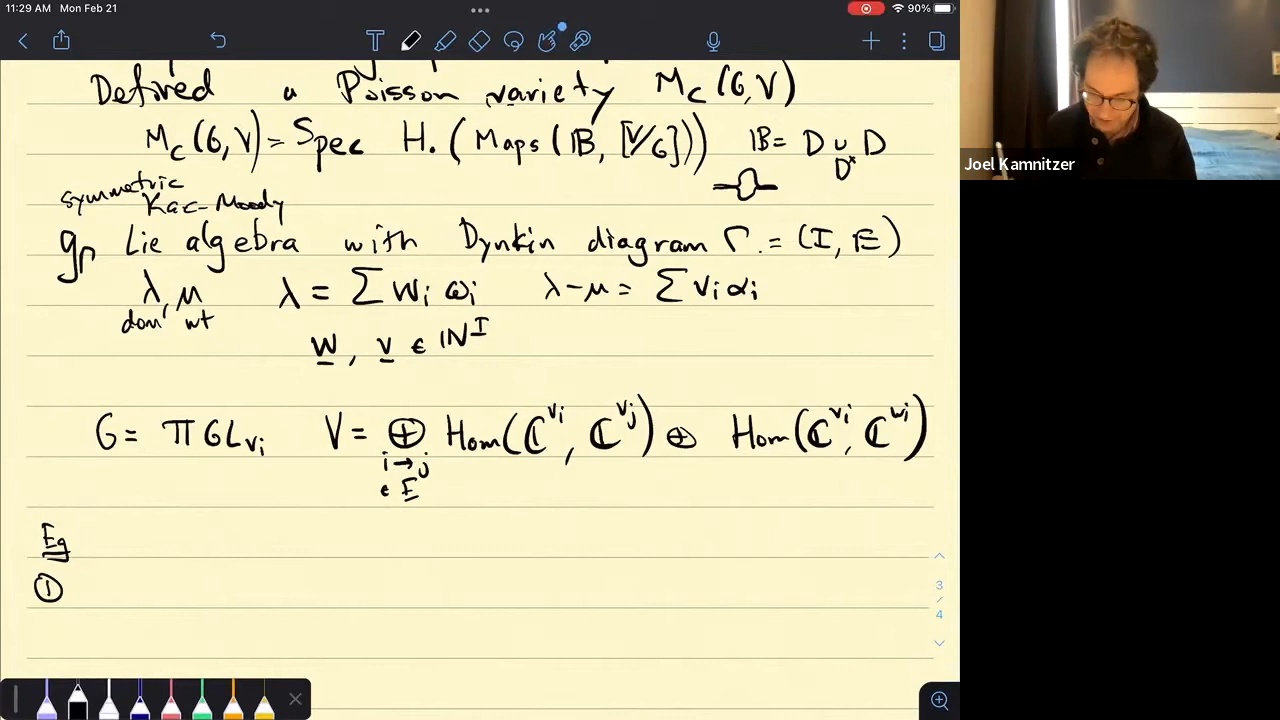 11:29 AM Mon Feb 21
90%
Defined a Poisson variety M_C(G,V)
M_C(G,V) = Spec H.(Maps(B, [V/G])) B = D ∪ D
D*
symmetric
Kac-Moody
g_Γ Lie algebra with Dynkin diagram Γ = (I, E)
λ, μ λ = Σ w_i ω_i λ-μ = Σ v_i α_i
dom' wt
w, v ∈ ℕ^I
G = π GL_{v_i} V = ⊕ Hom(ℂ^{v_i}, ℂ^{v_j}) ⊕ Hom(ℂ^{v_i}, ℂ^{w_i})
i → j
∈ E
Eg
①
3
/
4
Joel Kamnitzer